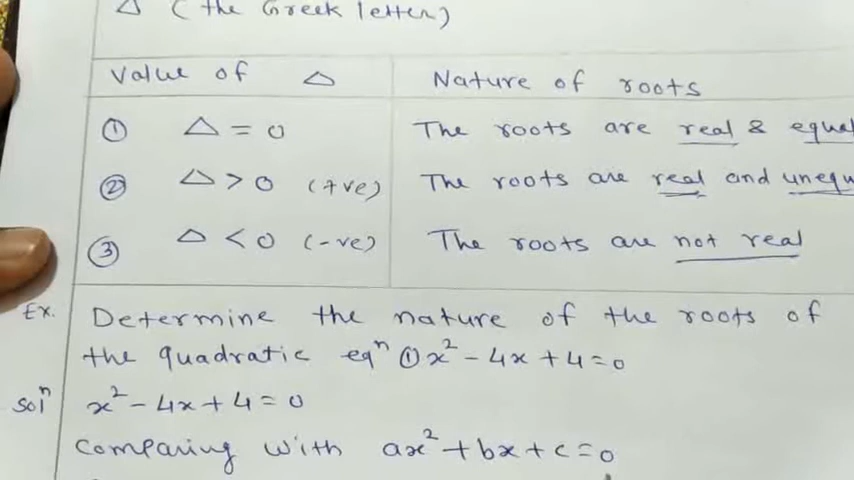 △ (the Greek letter)
Value of △ Nature of roots
① △ = 0 The roots are real & equal
② △ > 0 (+ve) The roots are real and unequ
③ △ < 0 (-ve) The roots are not real
Ex. Determine the nature of the roots of
the quadratic eqⁿ ① x² - 4x + 4 = 0
solⁿ x² - 4x + 4 = 0
Comparing with ax² + bx + c = 0